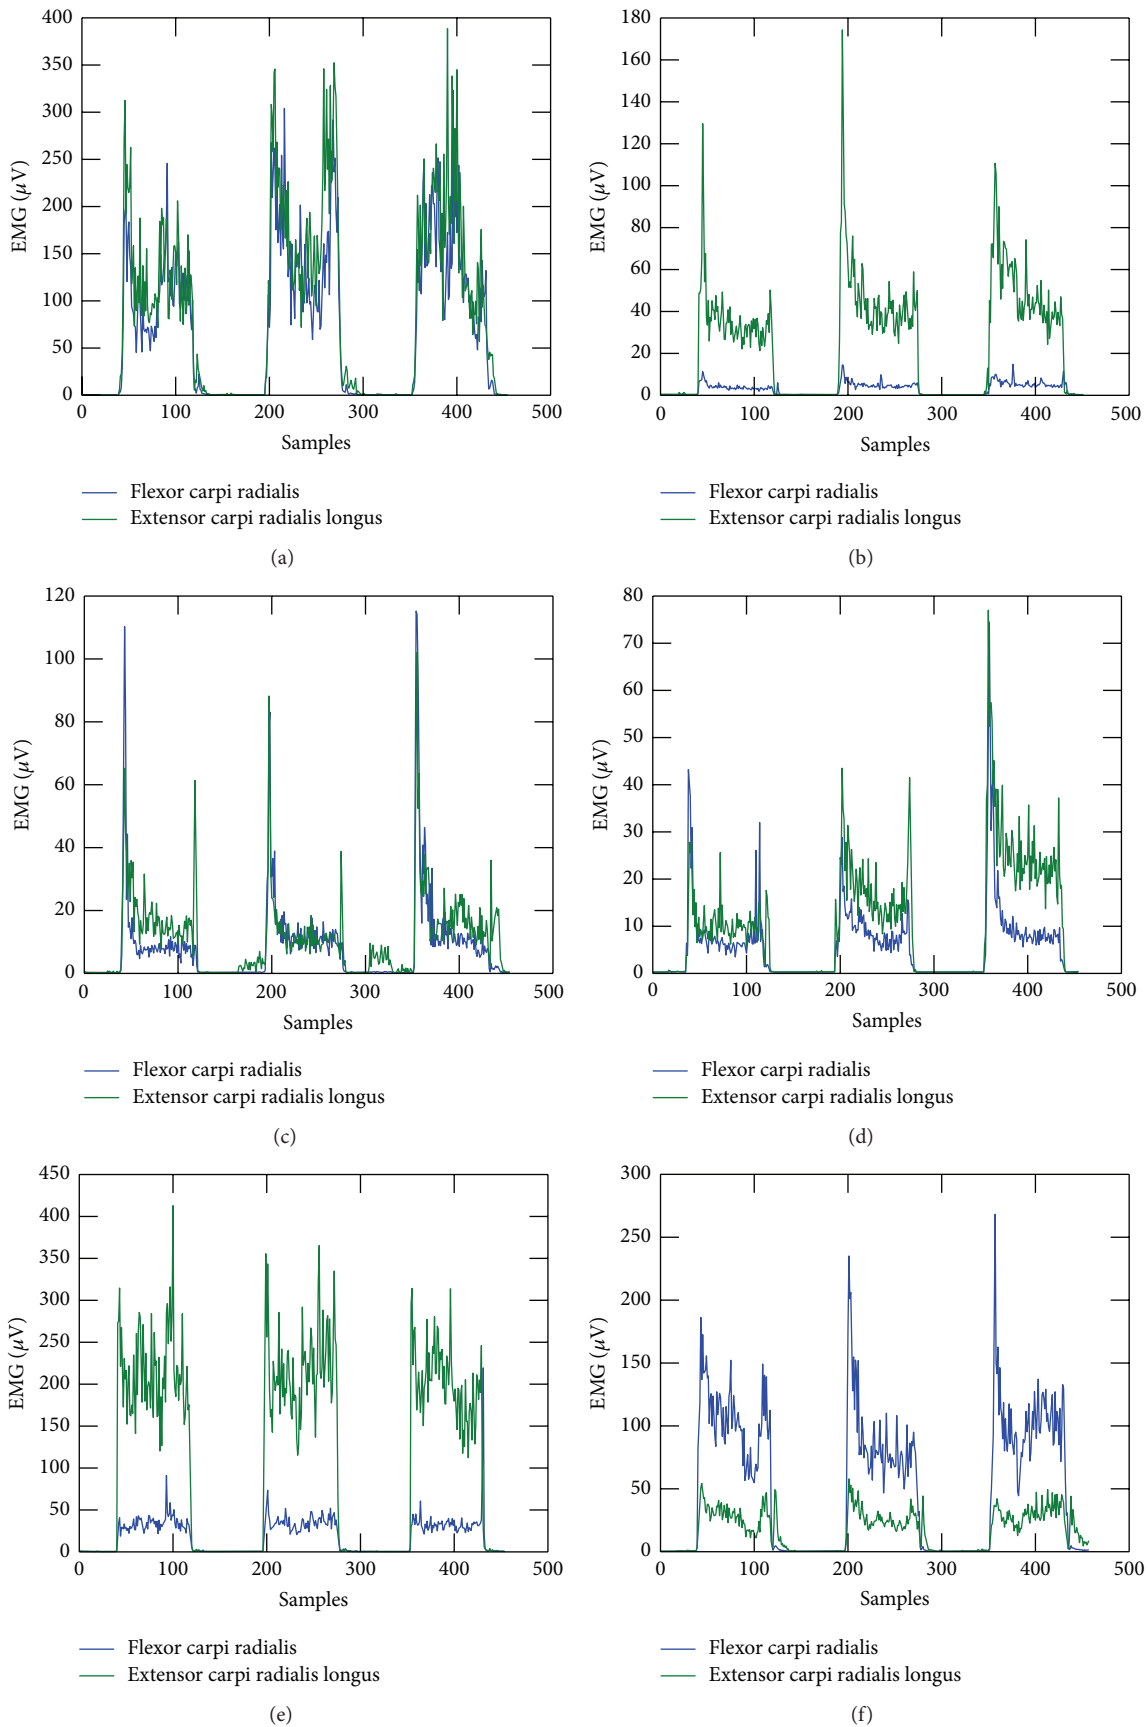 400
350
300
250
200
150
100
50
0
EMG (μV)
0 100 200 300 400 500
Samples
Flexor carpi radialis
Extensor carpi radialis longus
(a)
180
160
140
120
100
80
60
40
20
0
EMG (μV)
0 100 200 300 400 500
Samples
Flexor carpi radialis
Extensor carpi radialis longus
(b)
120
100
80
60
40
20
0
EMG (μV)
0 100 200 300 400 500
Samples
Flexor carpi radialis
Extensor carpi radialis longus
(c)
80
70
60
50
40
30
20
10
0
EMG (μV)
0 100 200 300 400 500
Samples
Flexor carpi radialis
Extensor carpi radialis longus
(d)
450
400
350
300
250
200
150
100
50
0
EMG (μV)
0 100 200 300 400 500
Samples
Flexor carpi radialis
Extensor carpi radialis longus
(e)
300
250
200
150
100
50
0
EMG (μV)
0 100 200 300 400 500
Samples
Flexor carpi radialis
Extensor carpi radialis longus
(f)